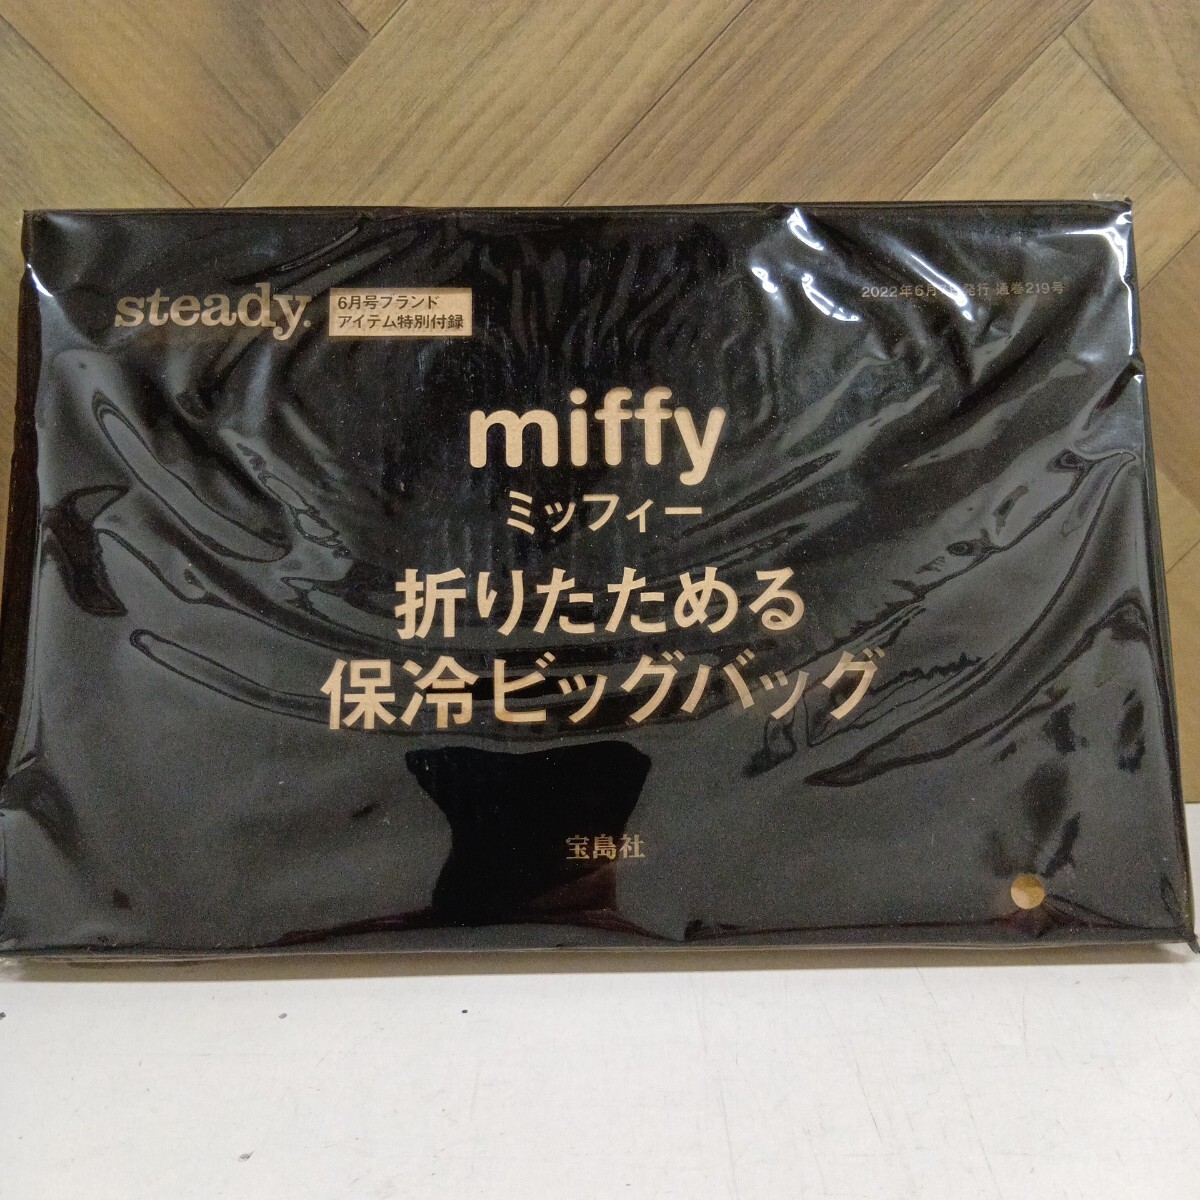 steady.
6月号ブランド
アイテム特別付録
2022年6月 発行 通巻219号
miffy
ミッフィー
折りたためる
保冷ビッグバッグ
宝島社